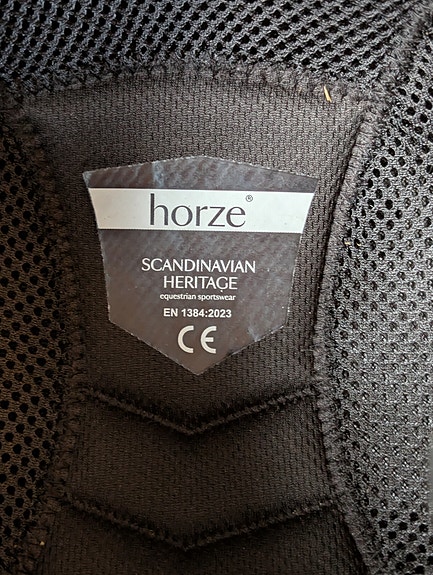 horze®
SCANDINAVIAN
HERITAGE
equestrian sportswear
EN 1384:2023
CE